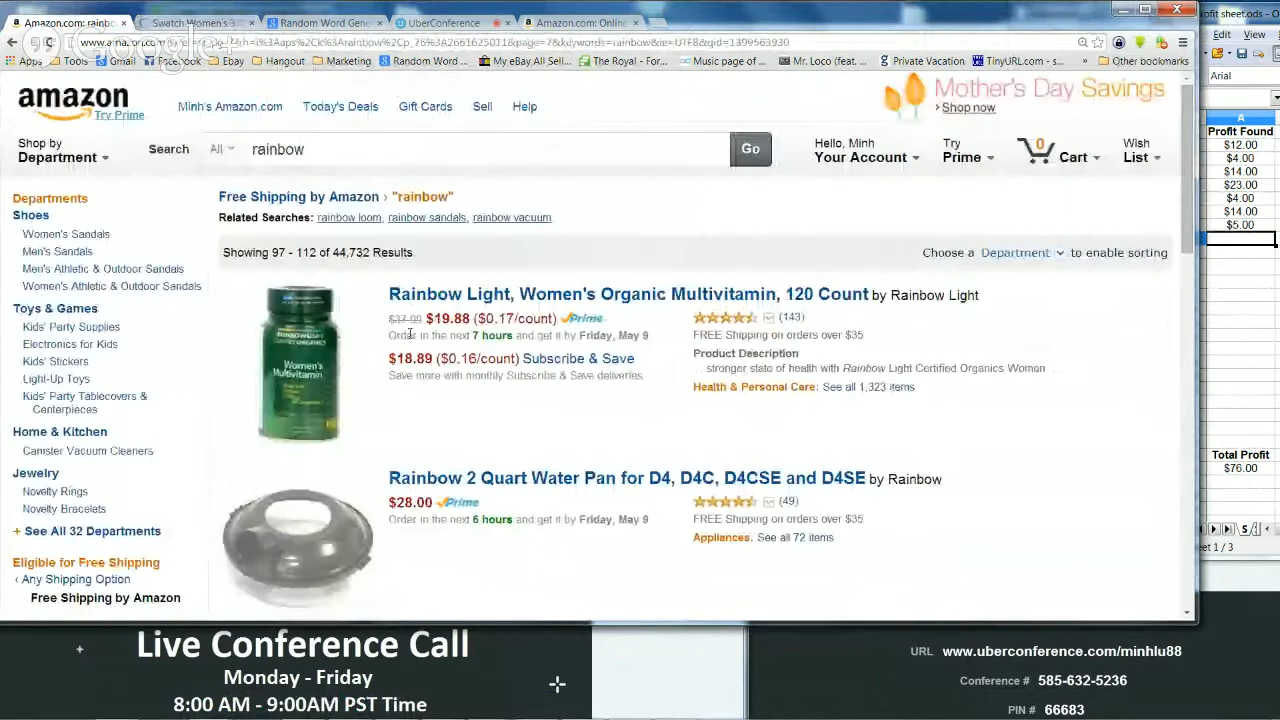 Amazon.com: rainbo
Swatch Women's 3
Random Word Gene
UberConference
Amazon.com: Online
Google+
Apps
Tools
Gmail
Facebook
Ebay
Hangout
Marketing
Random Word ...
My eBay All Sell...
The Royal - For...
Music page of ...
Mr. Loco (feat. ...
Private Vacation
TinyURL.com - s...
»
Other bookmarks
amazon
Try Prime
Minh's Amazon.com
Today's Deals
Gift Cards
Sell
Help
Mother's Day Savings
› Shop now
Shop by
Department
Search
All
rainbow
Go
Hello, Minh
Your Account
Try
Prime
0
Cart
Wish
List
Departments
Shoes
Women's Sandals
Men's Sandals
Men's Athletic & Outdoor Sandals
Women's Athletic & Outdoor Sandals
Toys & Games
Kids' Party Supplies
Electronics for Kids
Kids' Stickers
Light-Up Toys
Kids' Party Tablecovers &
Centerpieces
Home & Kitchen
Canister Vacuum Cleaners
Jewelry
Novelty Rings
Novelty Bracelets
+ See All 32 Departments
Eligible for Free Shipping
‹ Any Shipping Option
Free Shipping by Amazon
Free Shipping by Amazon › "rainbow"
Related Searches: rainbow loom, rainbow sandals, rainbow vacuum
Showing 97 - 112 of 44,732 Results
Choose a Department to enable sorting
Rainbow Light, Women's Organic Multivitamin, 120 Count by Rainbow Light
$37.99 $19.88 ($0.17/count) Prime
Order in the next 7 hours and get it by Friday, May 9
$18.89 ($0.16/count) Subscribe & Save
Save more with monthly Subscribe & Save deliveries
(143)
FREE Shipping on orders over $35
Product Description
... stronger state of health with Rainbow Light Certified Organics Woman ...
Health & Personal Care: See all 1,323 items
Women's
Multivitamin
Rainbow 2 Quart Water Pan for D4, D4C, D4CSE and D4SE by Rainbow
$28.00 Prime
Order in the next 6 hours and get it by Friday, May 9
(49)
FREE Shipping on orders over $35
Appliances: See all 72 items
rofit sheet.ods - O
Edit
View
Arial
A
Profit Found
$12.00
$4.00
$14.00
$23.00
$4.00
$14.00
$5.00
Total Profit
$76.00
eet 1 / 3
Live Conference Call
Monday - Friday
8:00 AM - 9:00AM PST Time
URL www.uberconference.com/minhlu88
Conference # 585-632-5236
PIN # 66683